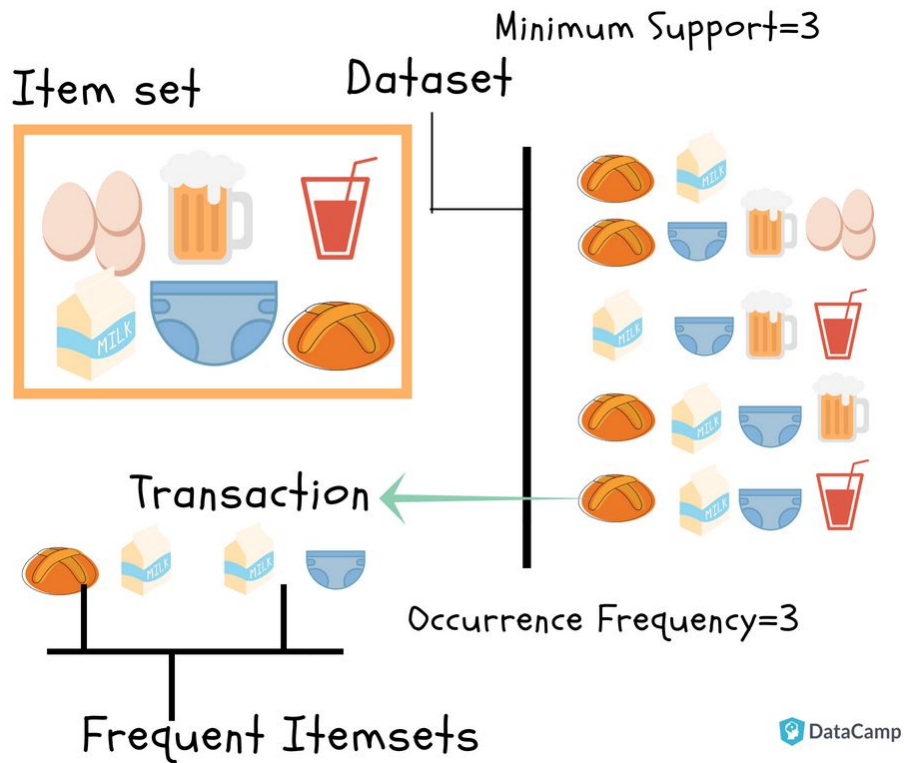 Minimum Support=3
Item set
Dataset
MILK
MILK
MILK
MILK
MILK
Transaction
MILK
MILK
Occurrence Frequency=3
Frequent Itemsets
DataCamp